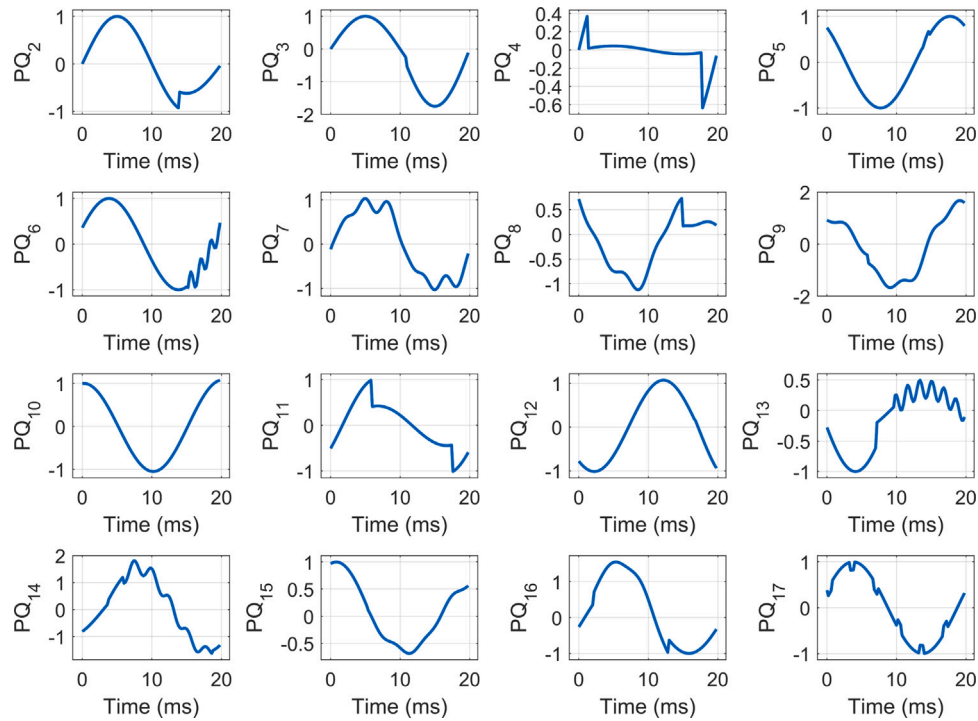 PQ2
1
0
-1
0 10 20
Time (ms)
PQ3
1
0
-1
-2
0 10 20
Time (ms)
PQ4
0.4
0.2
0
-0.2
-0.4
-0.6
0 10 20
Time (ms)
PQ5
1
0
-1
0 10 20
Time (ms)
PQ6
1
0
-1
0 10 20
Time (ms)
PQ7
1
0
-1
0 10 20
Time (ms)
PQ8
0.5
0
-0.5
-1
0 10 20
Time (ms)
PQ9
2
0
-2
0 10 20
Time (ms)
PQ10
1
0
-1
0 10 20
Time (ms)
PQ11
1
0
-1
0 10 20
Time (ms)
PQ12
1
0
-1
0 10 20
Time (ms)
PQ13
0.5
0
-0.5
-1
0 10 20
Time (ms)
PQ14
2
1
0
-1
0 10 20
Time (ms)
PQ15
1
0.5
0
-0.5
0 10 20
Time (ms)
PQ16
1
0
-1
0 10 20
Time (ms)
PQ17
1
0
-1
0 10 20
Time (ms)